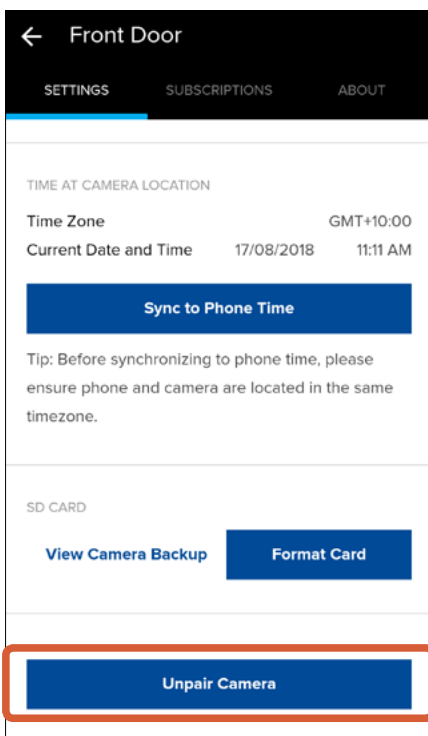 Front Door
SETTINGS SUBSCRIPTIONS ABOUT
TIME AT CAMERA LOCATION
Time Zone GMT+10:00
Current Date and Time 17/08/2018 11:11 AM
Sync to Phone Time
Tip: Before synchronizing to phone time, please
ensure phone and camera are located in the same
timezone.
SD CARD
View Camera Backup Format Card
Unpair Camera